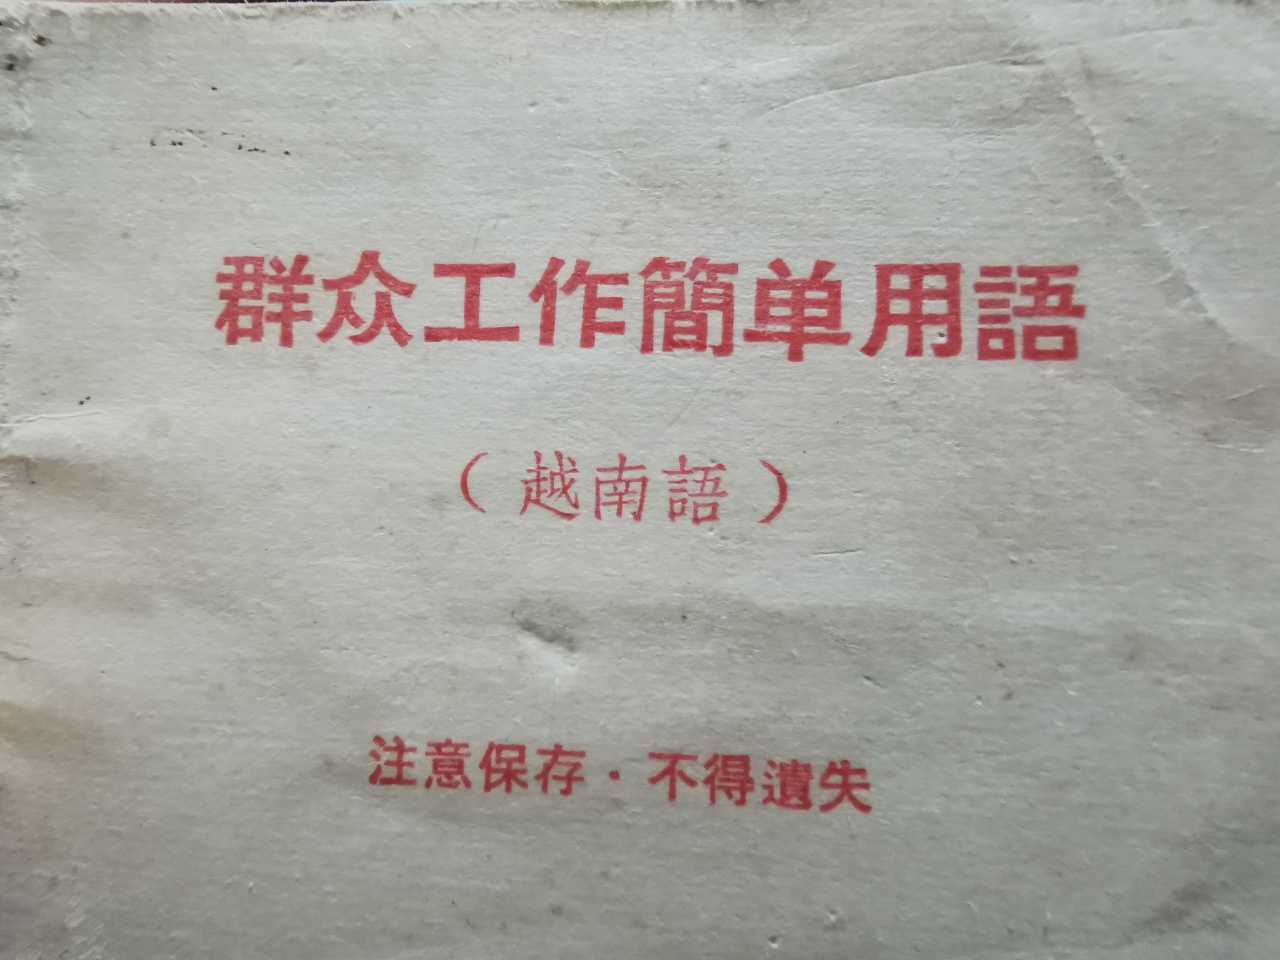 群众工作簡单用語
（越南語）
注意保存·不得遺失